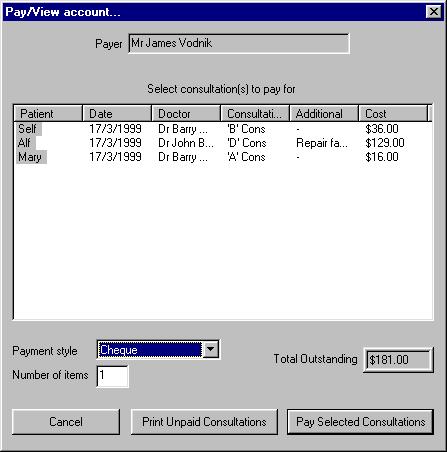 Pay/View account...
Payer Mr James Vodnik
Select consultation(s) to pay for
Patient Date Doctor Consultati... Additional Cost
Self 17/3/1999 Dr Barry ... 'B' Cons - $36.00
Alf 17/3/1999 Dr John B... 'D' Cons Repair fa... $129.00
Mary 17/3/1999 Dr Barry ... 'A' Cons - $16.00
Payment style Cheque
Total Outstanding $181.00
Number of items 1
Cancel Print Unpaid Consultations Pay Selected Consultations